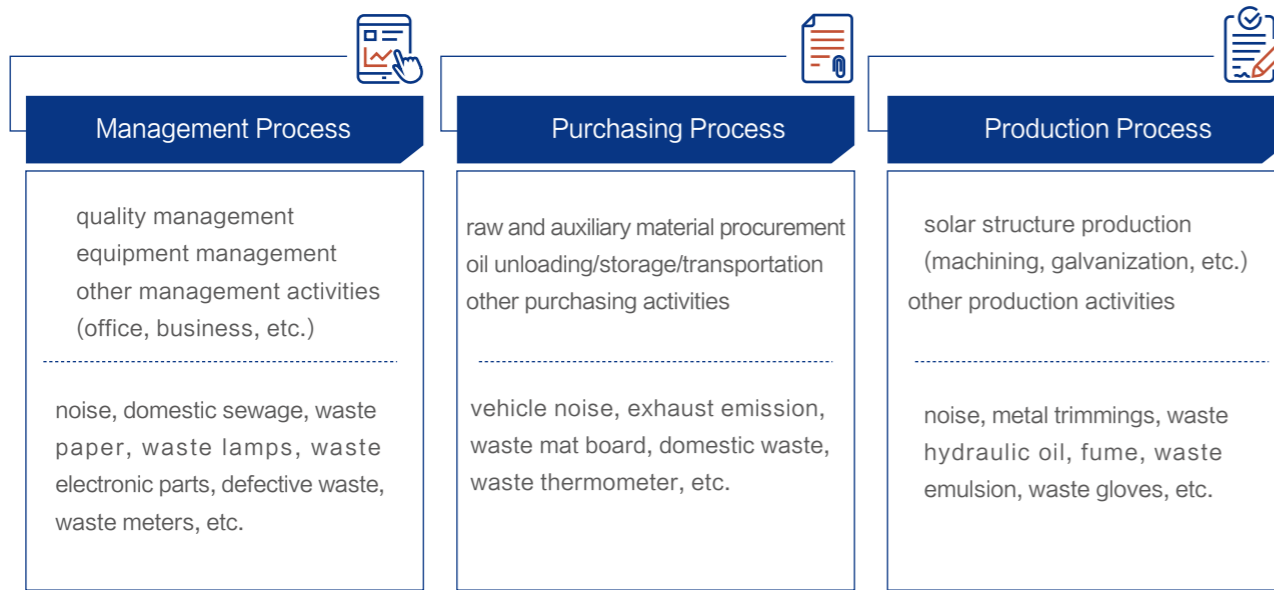 Management Process
quality management
equipment management
other management activities
(office, business, etc.)
noise, domestic sewage, waste
paper, waste lamps, waste
electronic parts, defective waste,
waste meters, etc.
Purchasing Process
raw and auxiliary material procurement
oil unloading/storage/transportation
other purchasing activities
vehicle noise, exhaust emission,
waste mat board, domestic waste,
waste thermometer, etc.
Production Process
solar structure production
(machining, galvanization, etc.)
other production activities
noise, metal trimmings, waste
hydraulic oil, fume, waste
emulsion, waste gloves, etc.